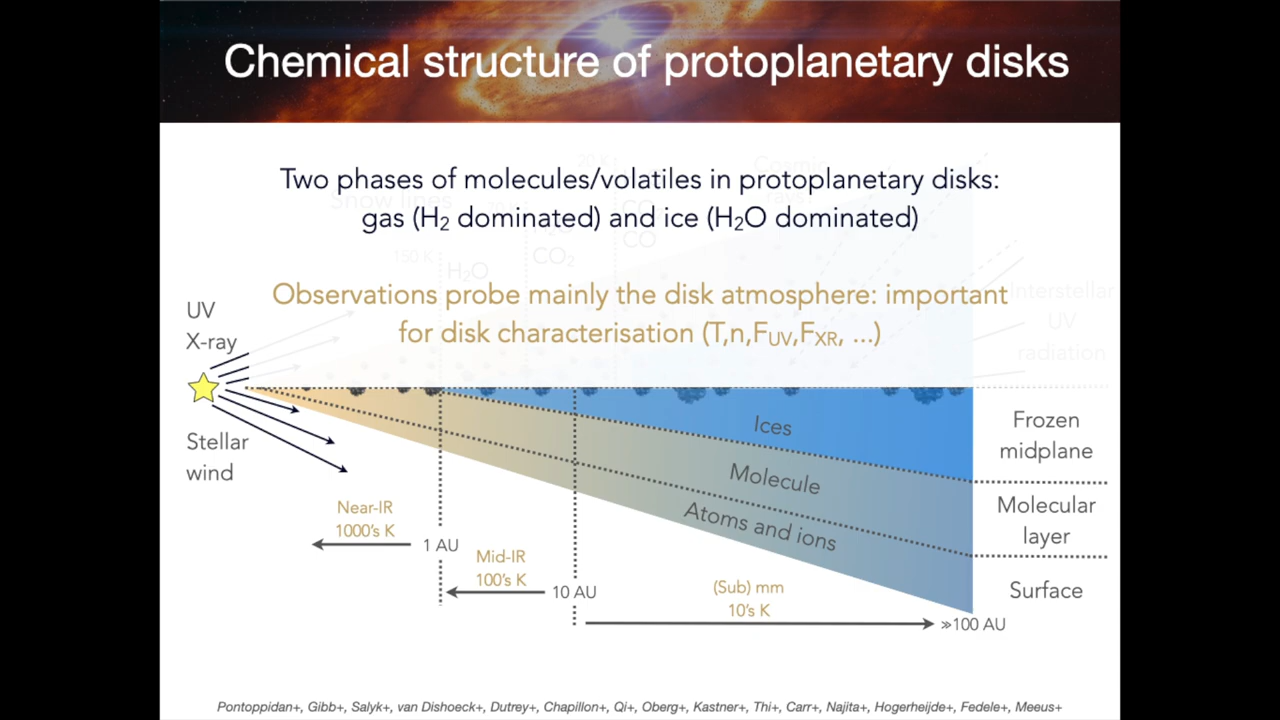 Chemical structure of protoplanetary disks
20 K
Cosmic
Snow lines
Two phases of molecules/volatiles in protoplanetary disks:
gas (H₂ dominated) and ice (H₂O dominated)
CO
150 K
H₂O
CO₂
Observations probe mainly the disk atmosphere: important
for disk characterisation (T,n,F_UV,F_XR, ...)
Interstellar
UV
radiation
UV
X-ray
Stellar
wind
Ices
Molecule
Atoms and ions
Frozen
midplane
Molecular
layer
Surface
Near-IR
1000's K
1 AU
Mid-IR
100's K
10 AU
(Sub) mm
10's K
≫100 AU
Pontoppidan+, Gibb+, Salyk+, van Dishoeck+, Dutrey+, Chapillon+, Qi+, Oberg+, Kastner+, Thi+, Carr+, Najita+, Hogerheijde+, Fedele+, Meeus+